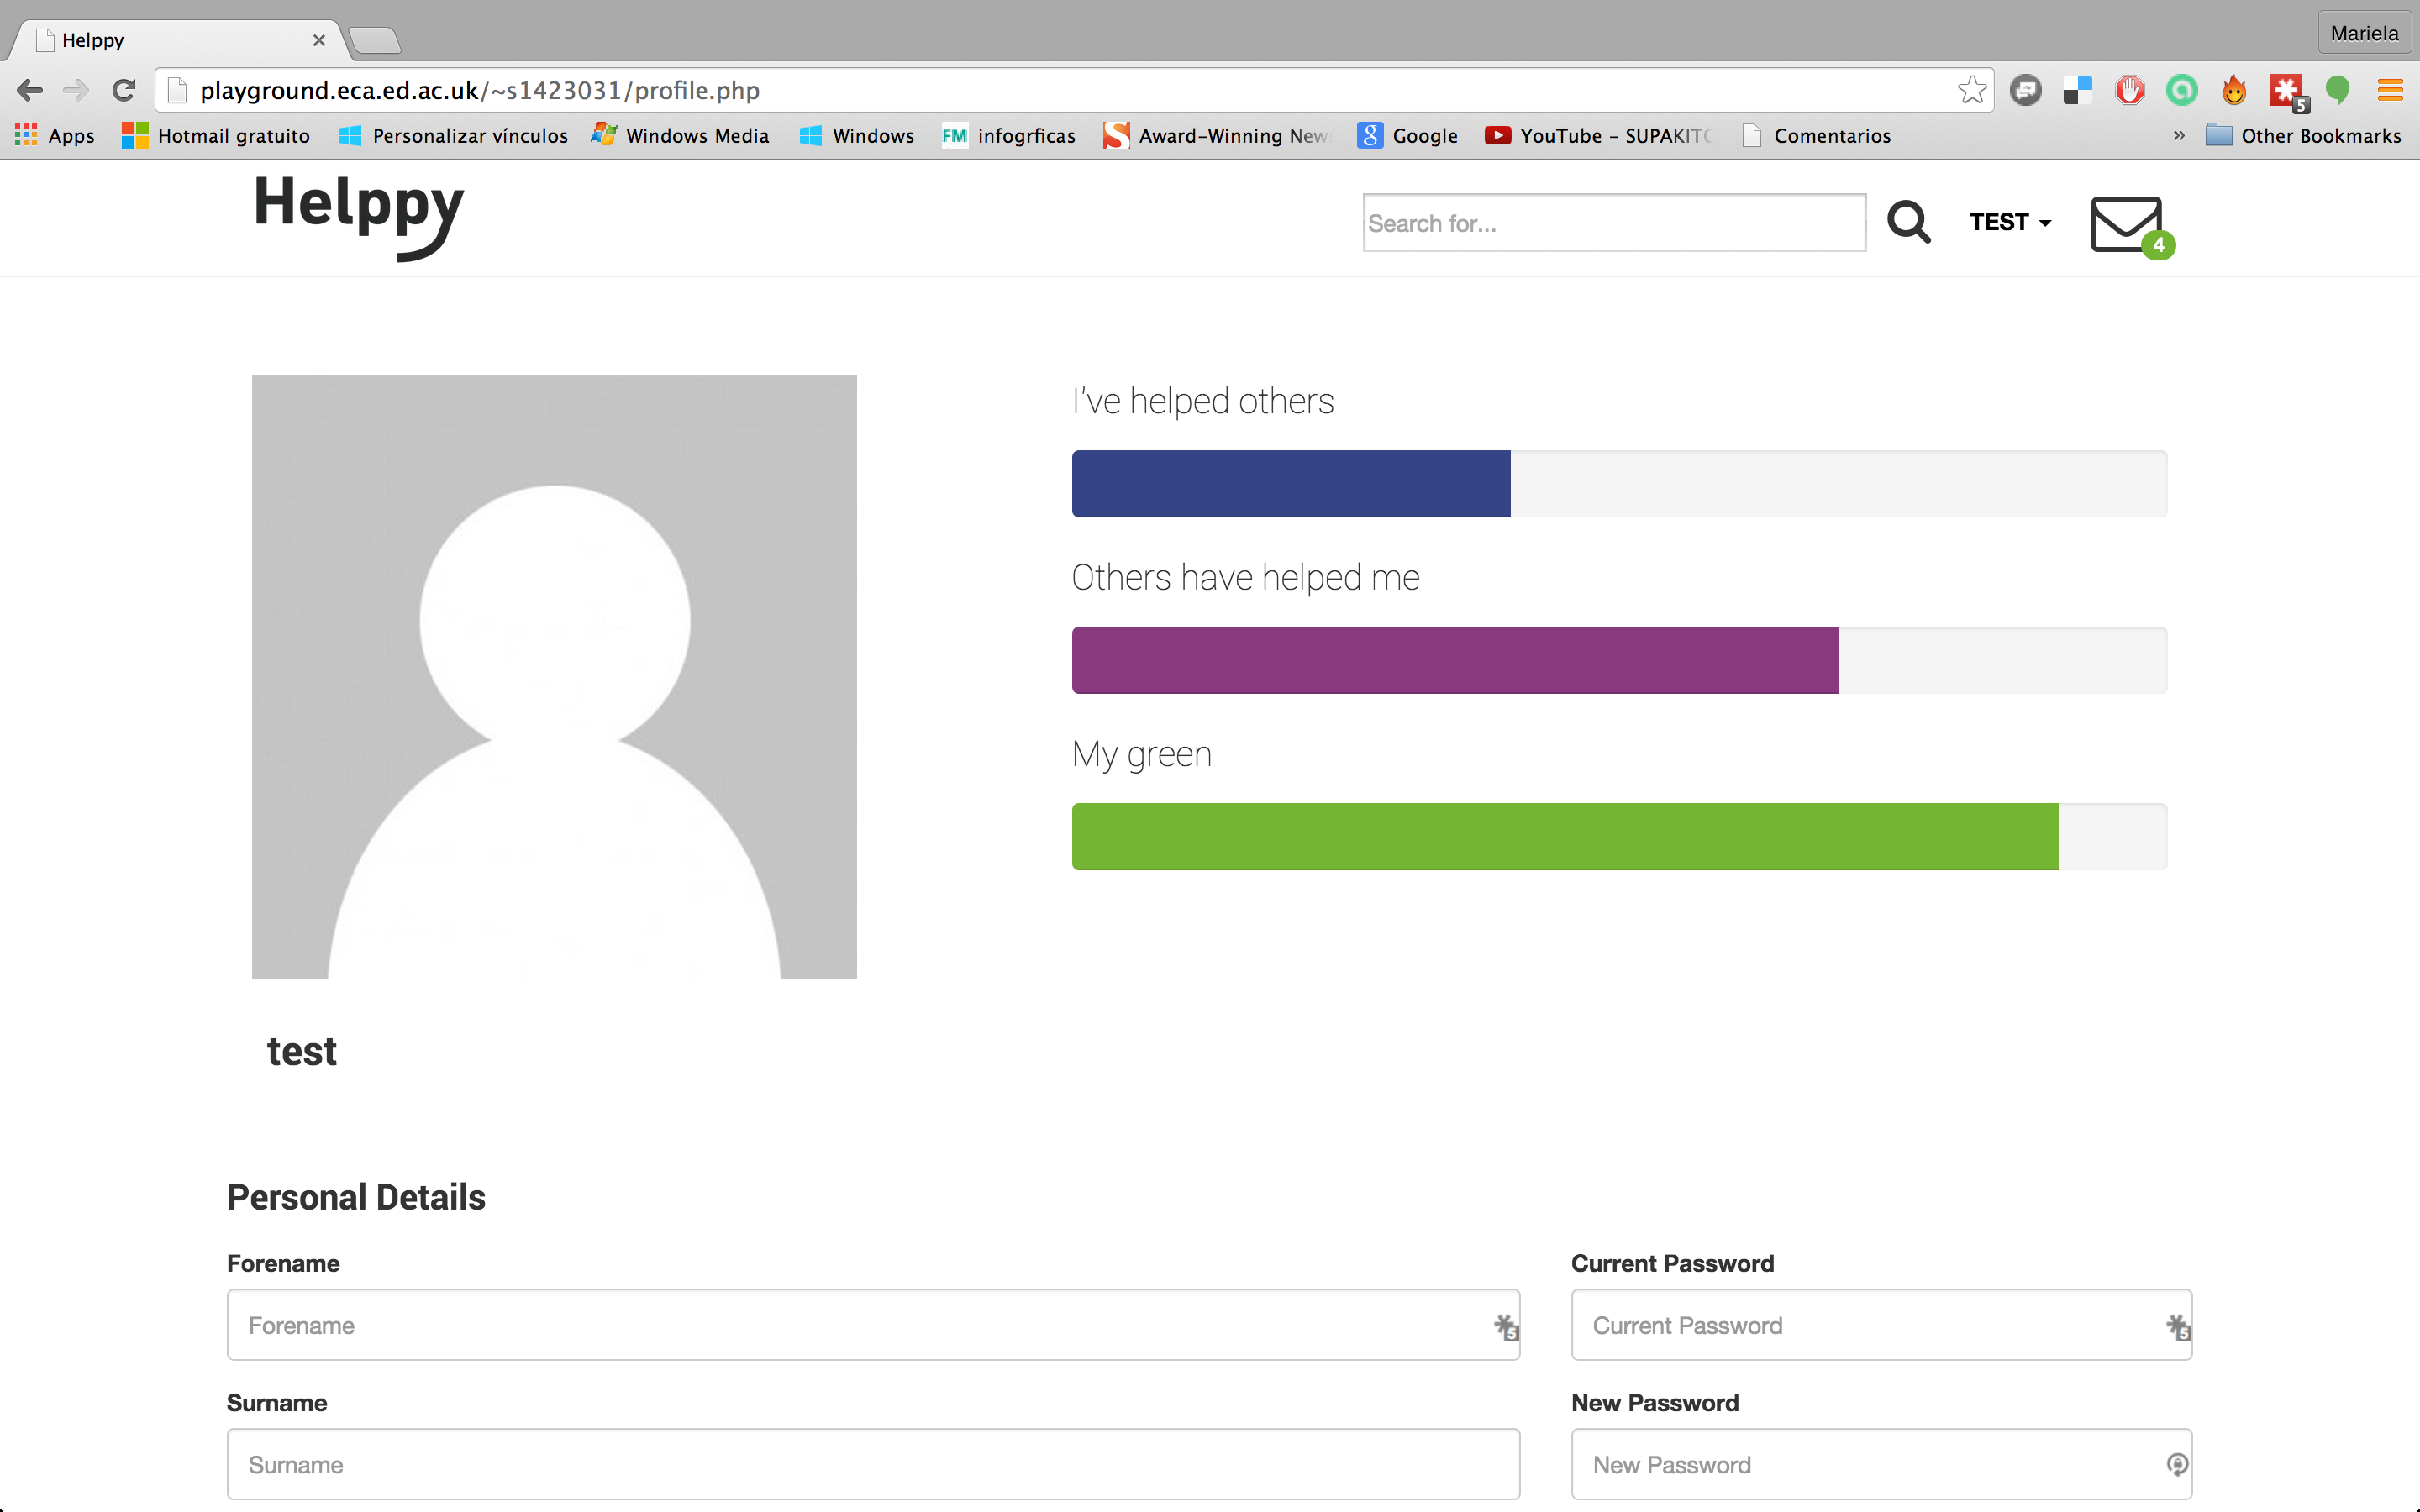 Helppy
Mariela
playground.eca.ed.ac.uk/~s1423031/profile.php
5
Apps Hotmail gratuito Personalizar vínculos Windows Media Windows FM infogrficas Award-Winning New Google YouTube – SUPAKITC Comentarios » Other Bookmarks
Helppy
Search for...
TEST
4
I've helped others
Others have helped me
My green
test
Personal Details
Forename
Current Password
Forename
5
Current Password
5
Surname
New Password
Surname
New Password